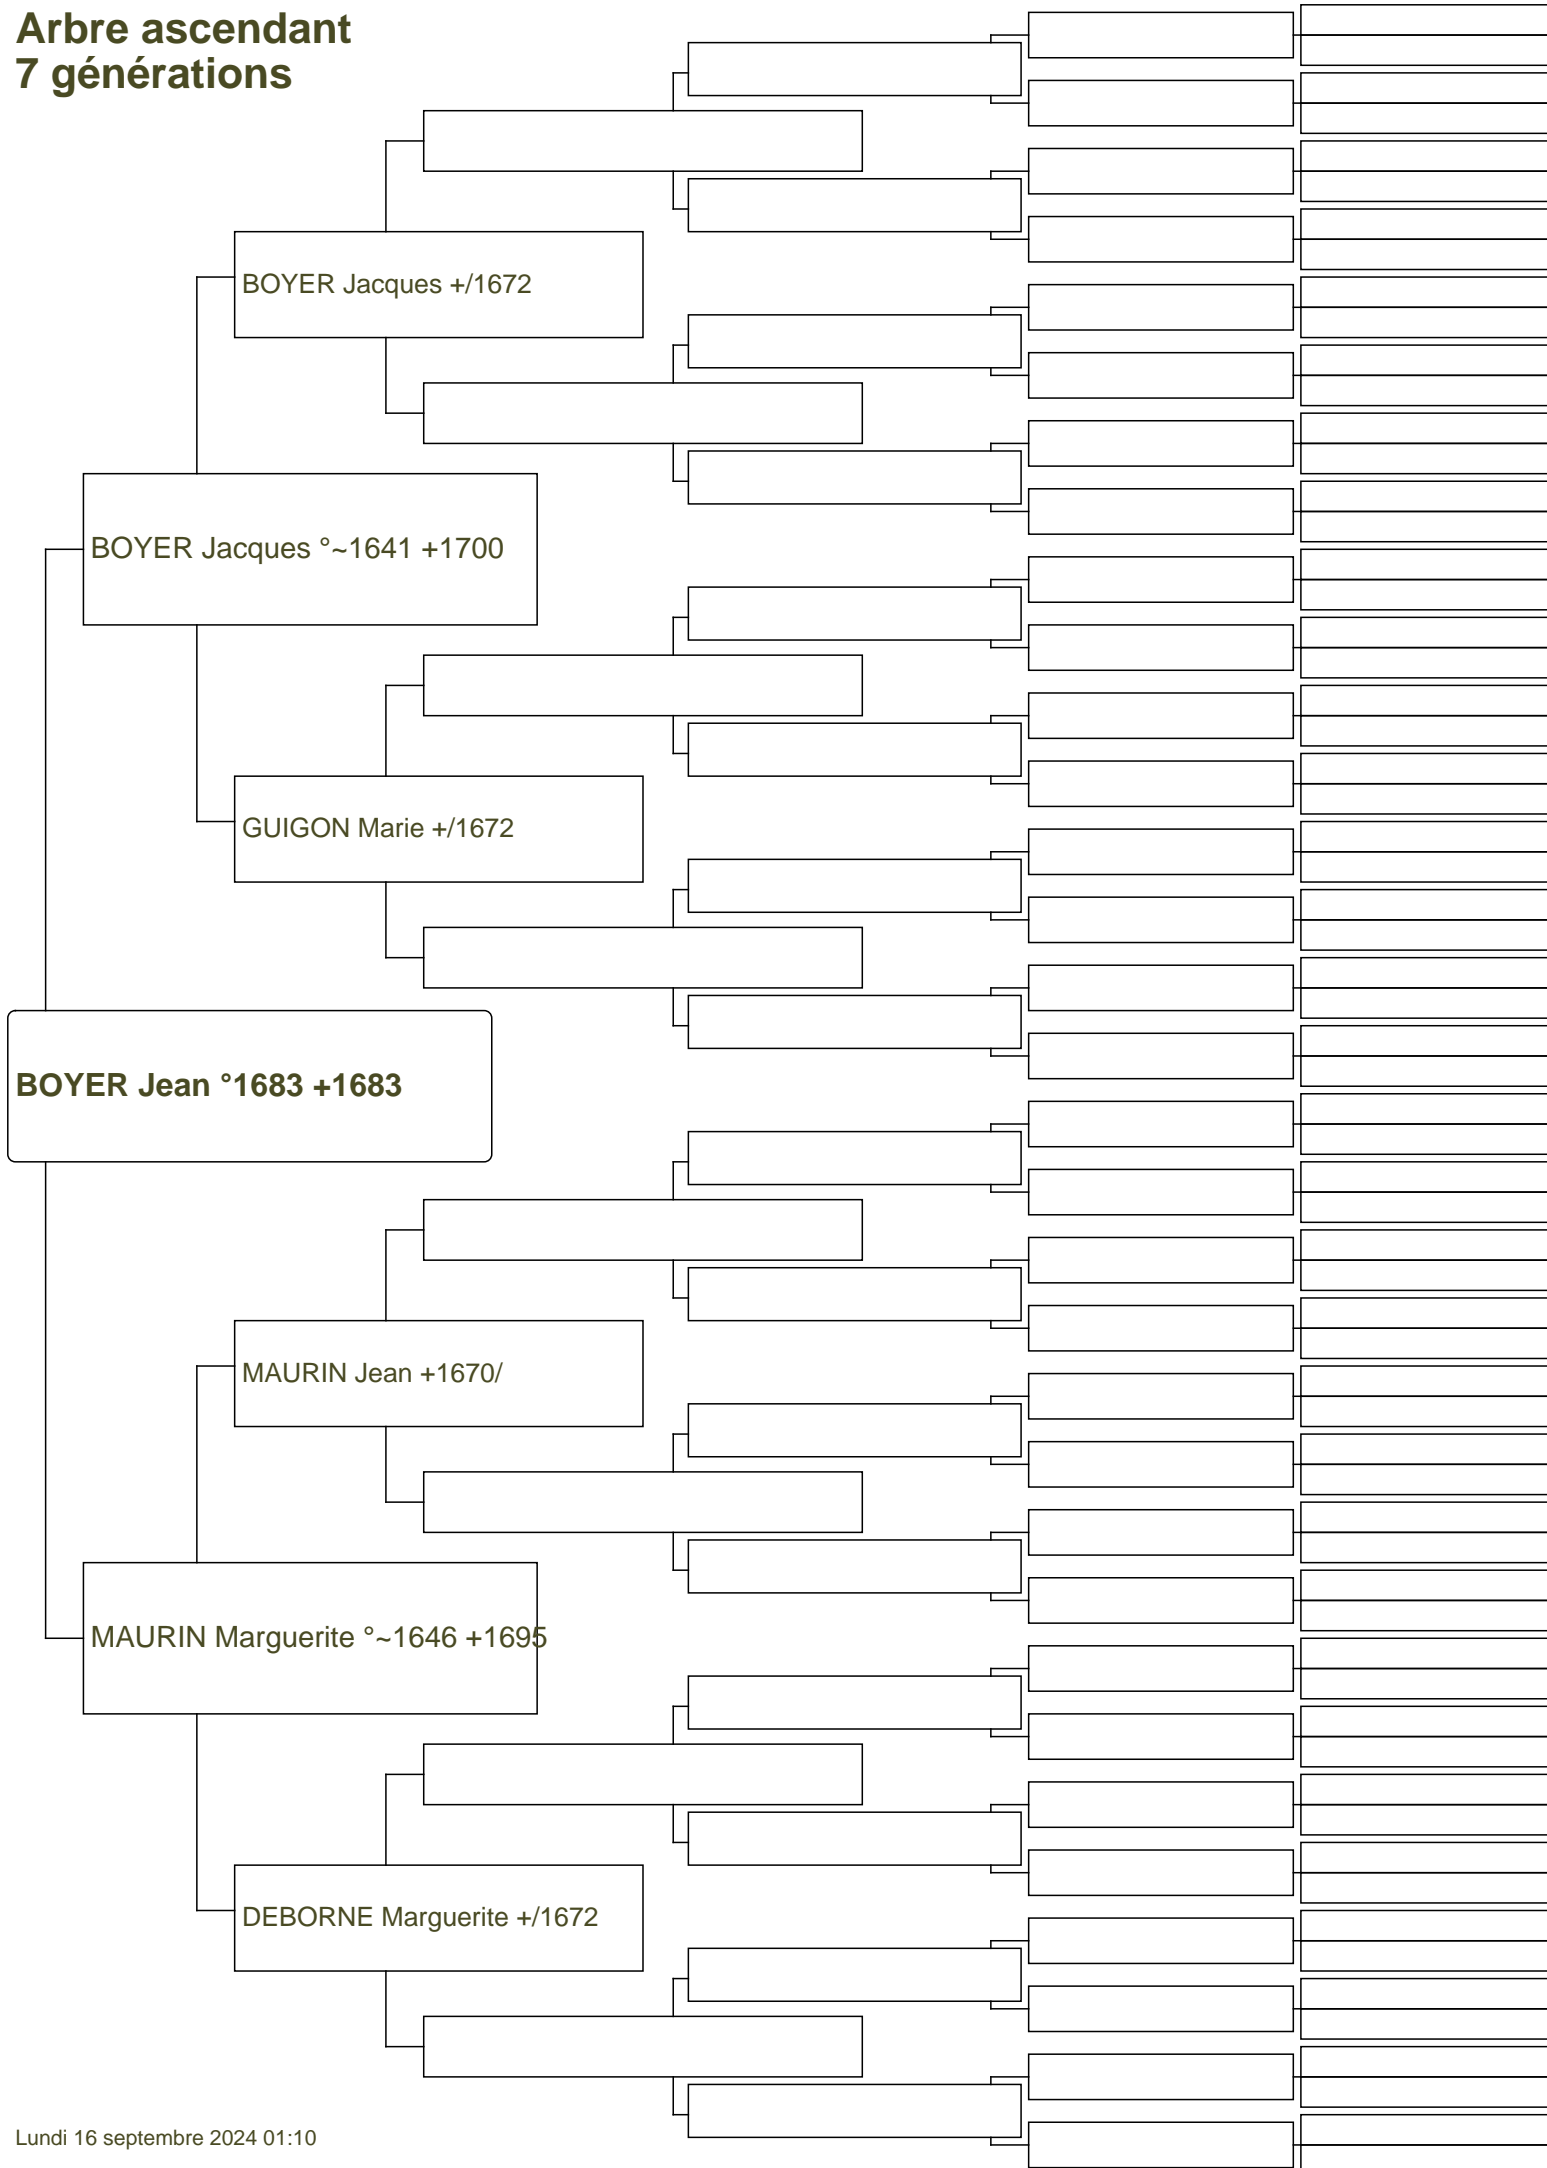 Arbre ascendant
7 générations
BOYER Jacques +/1672
BOYER Jacques °~1641 +1700
GUIGON Marie +/1672
BOYER Jean °1683 +1683
MAURIN Jean +1670/
MAURIN Marguerite °~1646 +1695
DEBORNE Marguerite +/1672
Lundi 16 septembre 2024 01:10